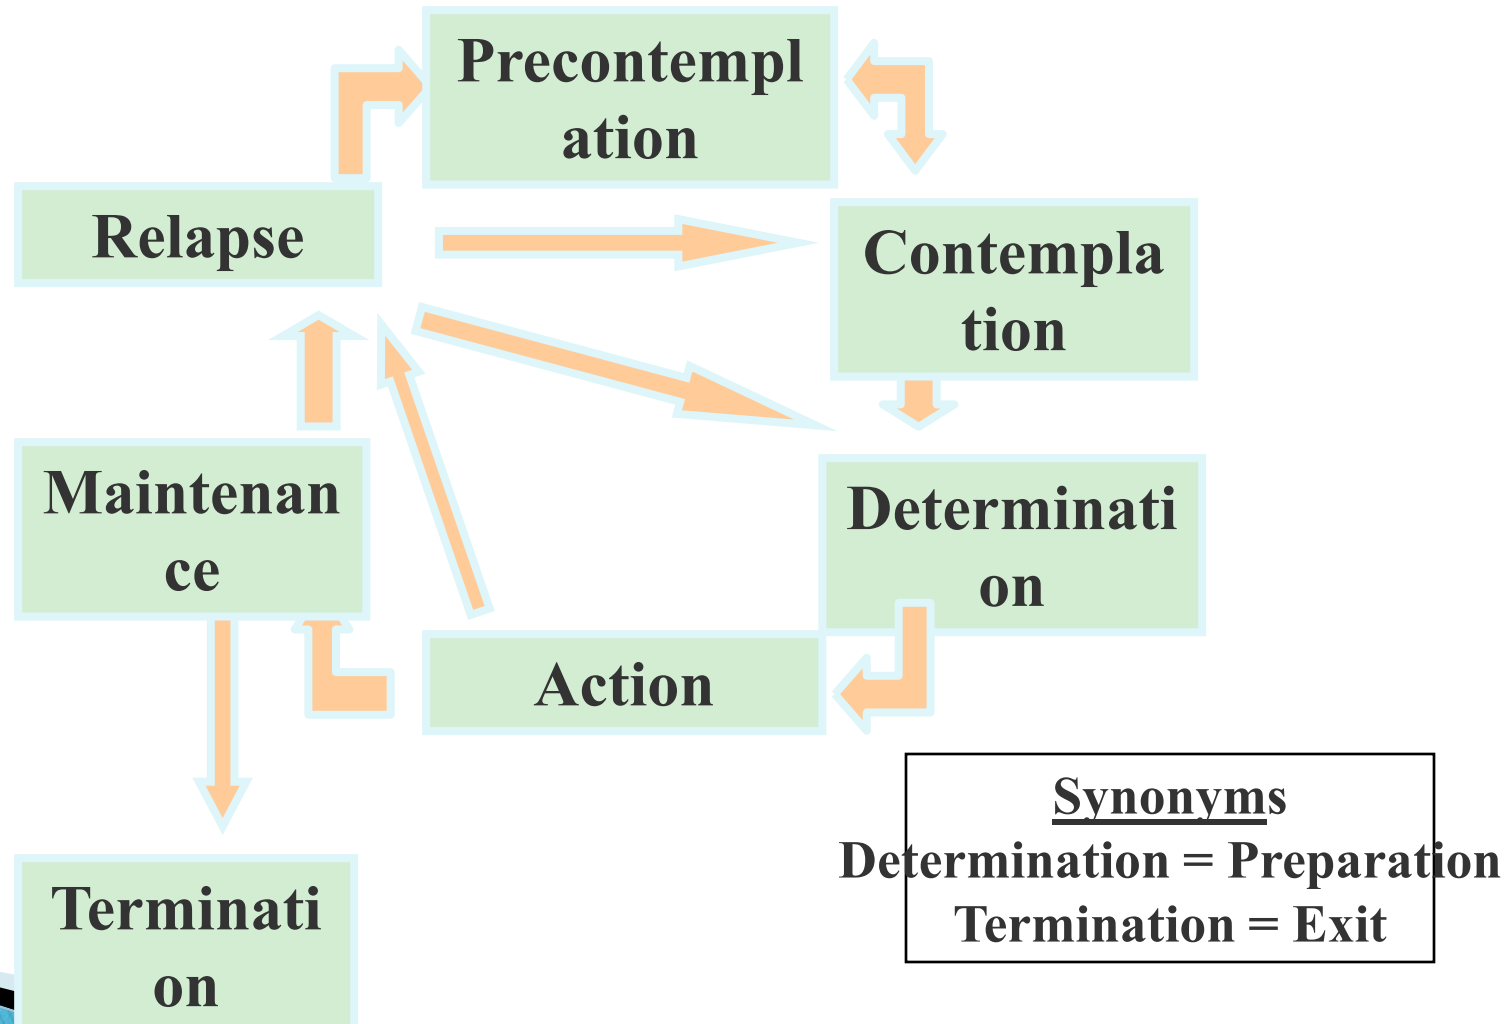 Precontempl
ation
Relapse
Contempla
tion
Maintenan
ce
Determinati
on
Action
Terminati
on
Synonyms
Determination = Preparation
Termination = Exit